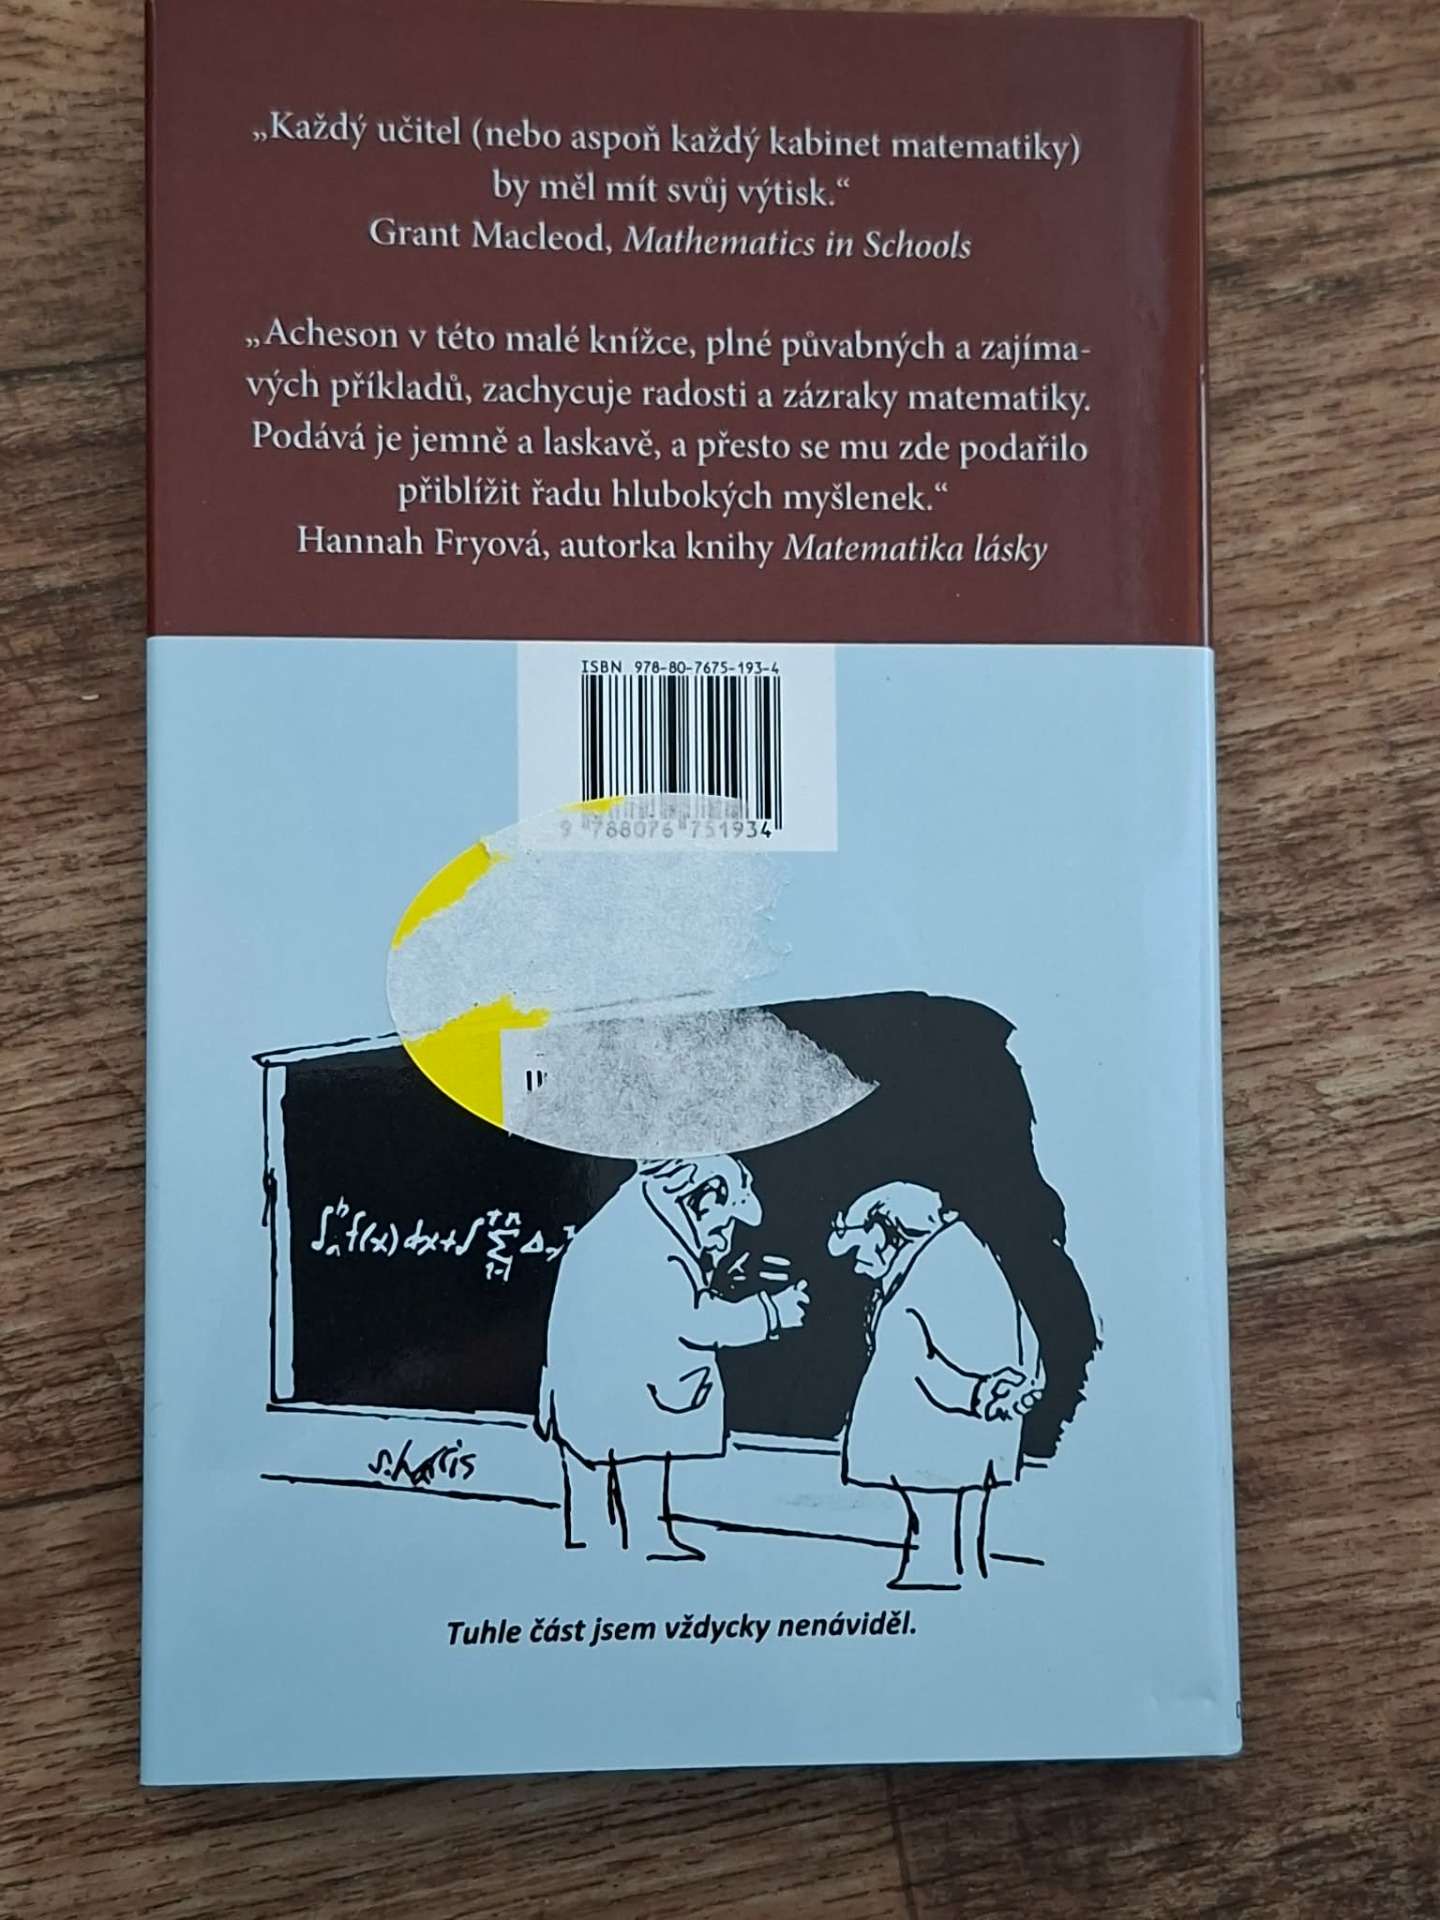 „Každý učitel (nebo aspoň každý kabinet matematiky)
by měl mít svůj výtisk.“
Grant Macleod, Mathematics in Schools
„Acheson v této malé knížce, plné půvabných a zajíma-
vých příkladů, zachycuje radosti a zázraky matematiky.
Podává je jemně a laskavě, a přesto se mu zde podařilo
přiblížit řadu hlubokých myšlenek.“
Hannah Fryová, autorka knihy Matematika lásky
ISBN 978-80-7675-193-4
9 788076 751934
S. Harris
Tuhle část jsem vždycky nenáviděl.